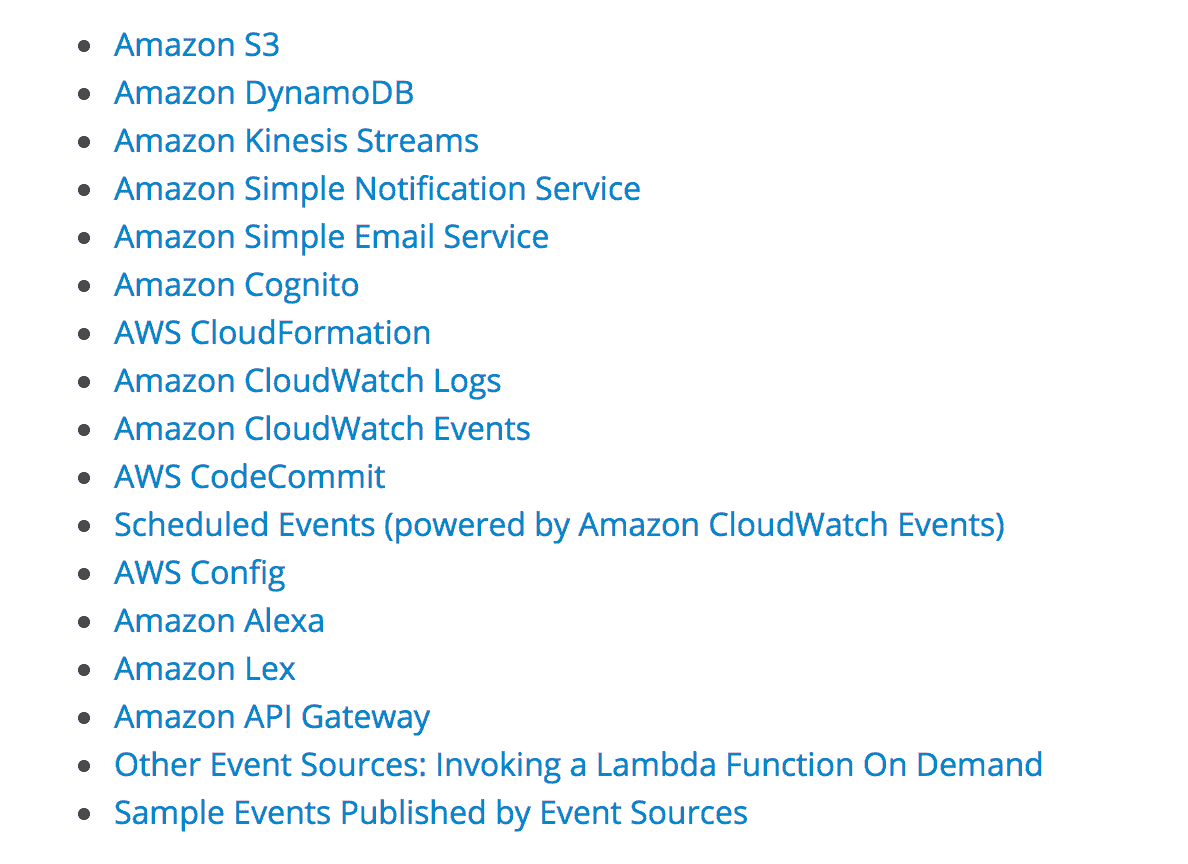 Amazon S3
Amazon DynamoDB
Amazon Kinesis Streams
Amazon Simple Notification Service
Amazon Simple Email Service
Amazon Cognito
AWS CloudFormation
Amazon CloudWatch Logs
Amazon CloudWatch Events
AWS CodeCommit
Scheduled Events (powered by Amazon CloudWatch Events)
AWS Config
Amazon Alexa
Amazon Lex
Amazon API Gateway
Other Event Sources: Invoking a Lambda Function On Demand
Sample Events Published by Event Sources